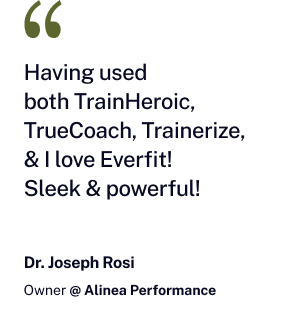 “
Having used
both TrainHeroic,
TrueCoach, Trainerize,
& I love Everfit!
Sleek & powerful!
Dr. Joseph Rosi
Owner @ Alinea Performance